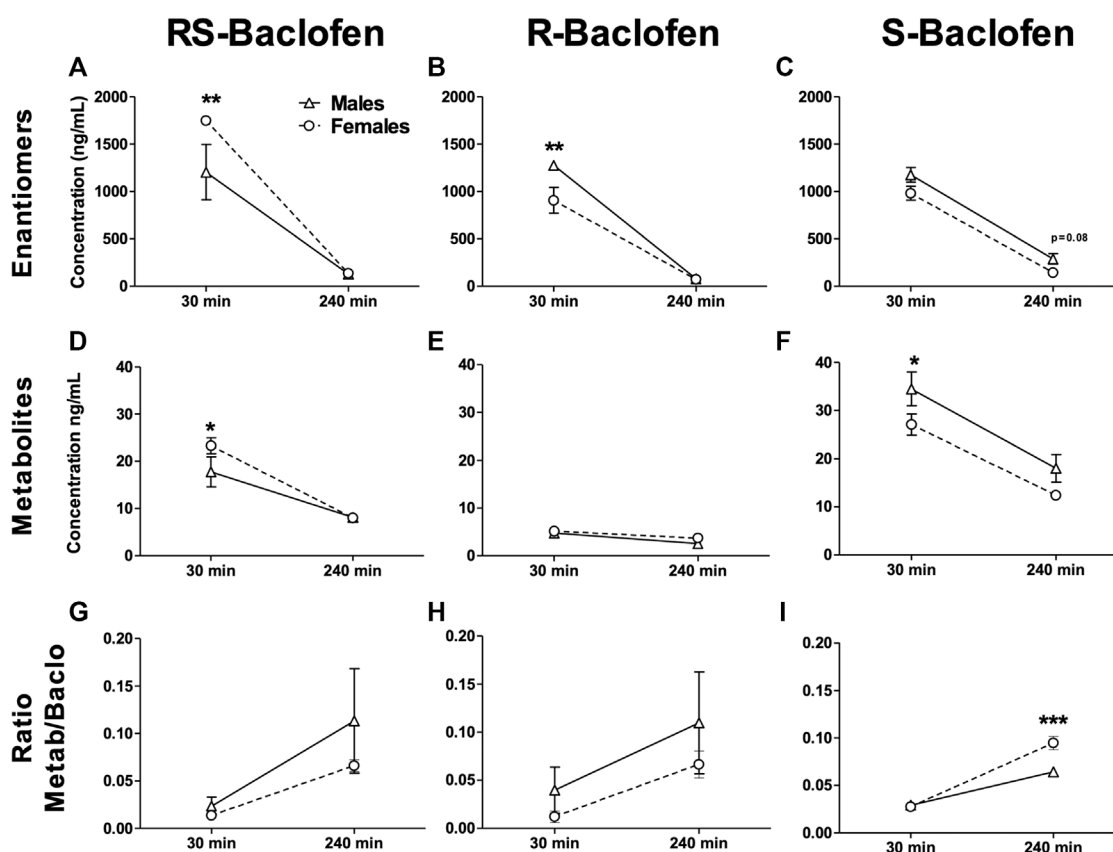 RS-Baclofen R-Baclofen S-Baclofen
A B C
Enantiomers
Concentration (ng/mL)
2000 2000 2000
1500 1500 1500
1000 1000 1000
500 500 500
0 0 0
** ** p=0.08
Males
Females
30 min 240 min 30 min 240 min 30 min 240 min
D E F
Metabolites
Concentration ng/mL
40 40 40
30 30 30
20 20 20
10 10 10
0 0 0
* *
30 min 240 min 30 min 240 min 30 min 240 min
G H I
Ratio
Metab/Baclo
0.20 0.20 0.20
0.15 0.15 0.15
0.10 0.10 0.10
0.05 0.05 0.05
0.00 0.00 0.00
***
30 min 240 min 30 min 240 min 30 min 240 min